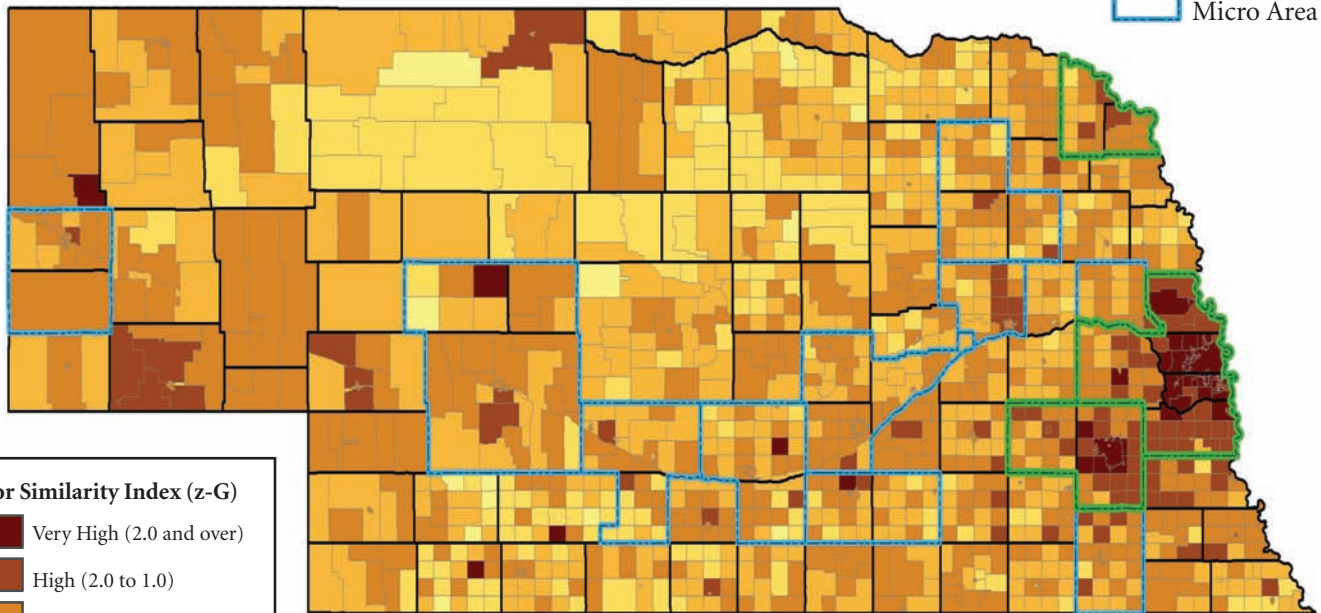 Micro Area
or Similarity Index (z-G)
Very High (2.0 and over)
High (2.0 to 1.0)